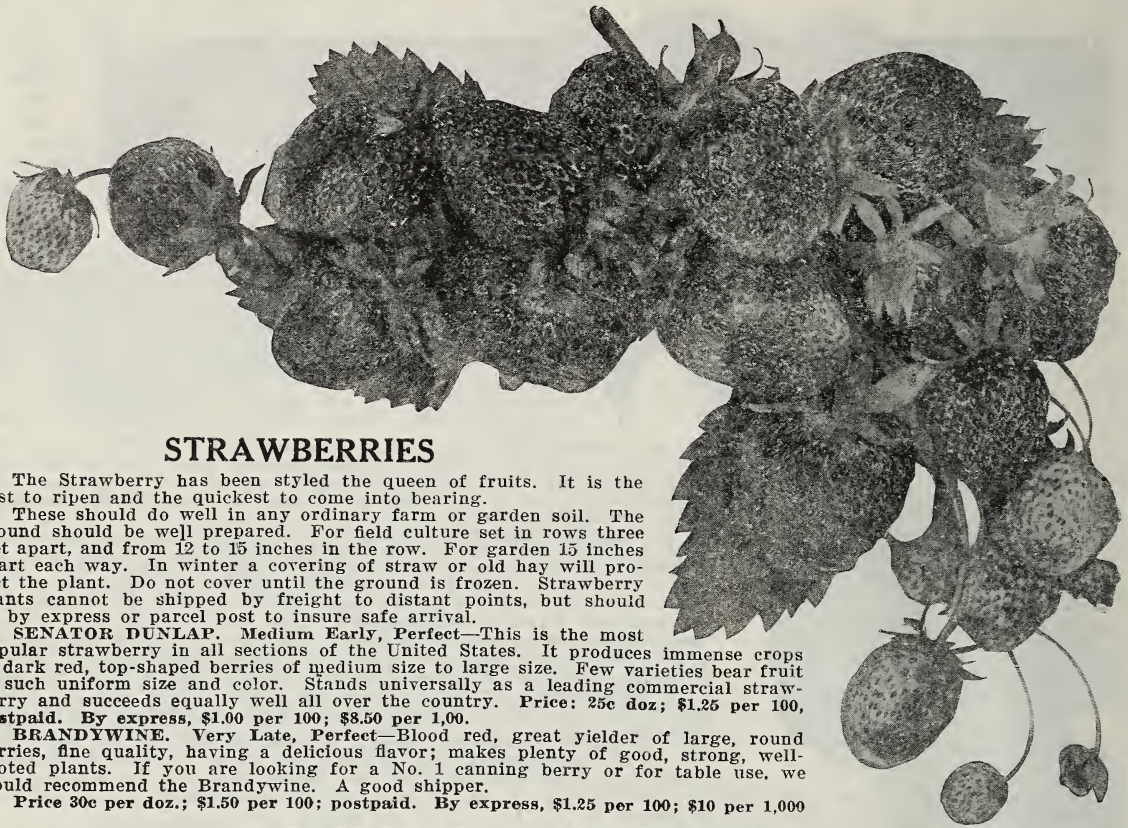 STRAWBERRIES
The Strawberry has been styled the queen of fruits. It is the
st to ripen and the quickest to come into bearing.
These should do well in any ordinary farm or garden soil. The
ound should be well prepared. For field culture set in rows three
t apart, and from 12 to 15 inches in the row. For garden 15 inches
art each way. In winter a covering of straw or old hay will pro-
t the plant. Do not cover until the ground is frozen. Strawberry
ants cannot be shipped by freight to distant points, but should
by express or parcel post to insure safe arrival.
SENATOR DUNLAP. Medium Early, Perfect—This is the most
pular strawberry in all sections of the United States. It produces immense crops
dark red, top-shaped berries of medium size to large size. Few varieties bear fruit
such uniform size and color. Stands universally as a leading commercial straw-
rry and succeeds equally well all over the country. Price: 25c doz; $1.25 per 100,
stpaid. By express, $1.00 per 100; $8.50 per 1,00.
BRANDYWINE. Very Late, Perfect—Blood red, great yielder of large, round
rries, fine quality, having a delicious flavor; makes plenty of good, strong, well-
oted plants. If you are looking for a No. 1 canning berry or for table use, we
ould recommend the Brandywine. A good shipper.
Price 30c per doz.; $1.50 per 100; postpaid. By express, $1.25 per 100; $10 per 1,000